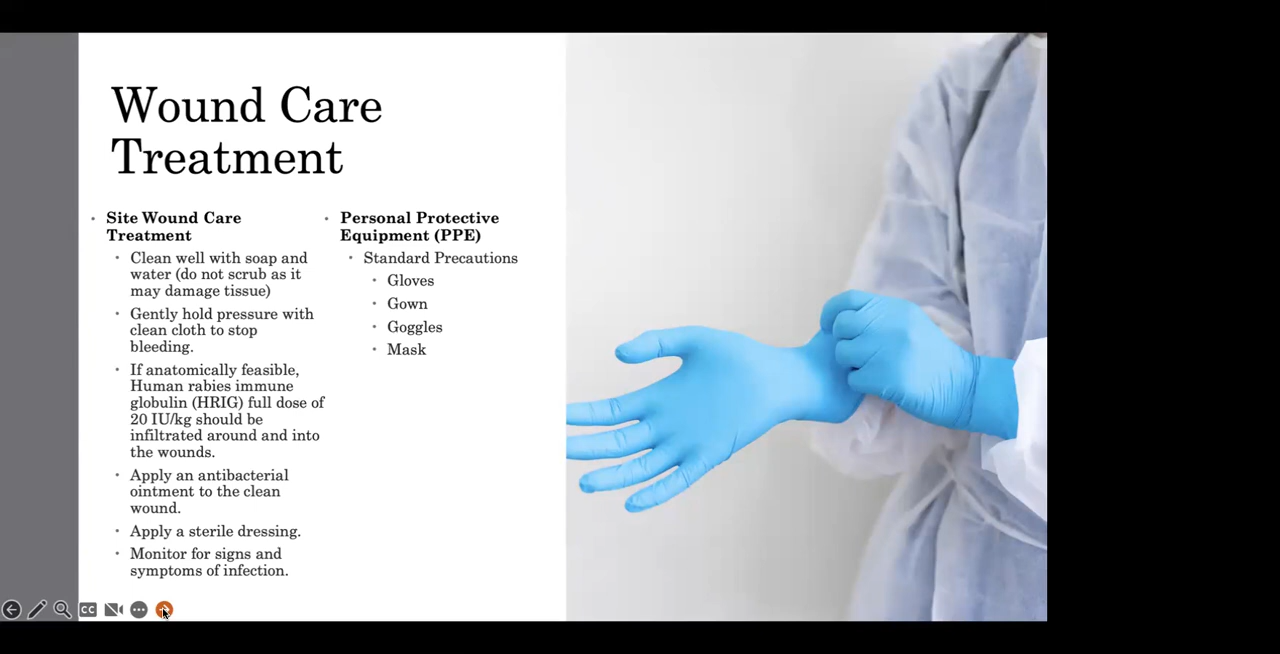 Wound Care
Treatment
Site Wound Care
Treatment
Clean well with soap and
water (do not scrub as it
may damage tissue)
Gently hold pressure with
clean cloth to stop
bleeding.
If anatomically feasible,
Human rabies immune
globulin (HRIG) full dose of
20 IU/kg should be
infiltrated around and into
the wounds.
Apply an antibacterial
ointment to the clean
wound.
Apply a sterile dressing.
Monitor for signs and
symptoms of infection.
Personal Protective
Equipment (PPE)
Standard Precautions
Gloves
Gown
Goggles
Mask
CC